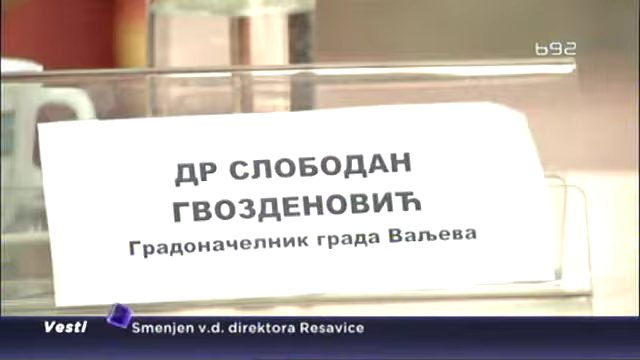 b92
ДР СЛОБОДАН
ГВОЗДЕНОВИЋ
Градоначелник града Ваљева
Vesti
Smenjen v.d. direktora Resavice